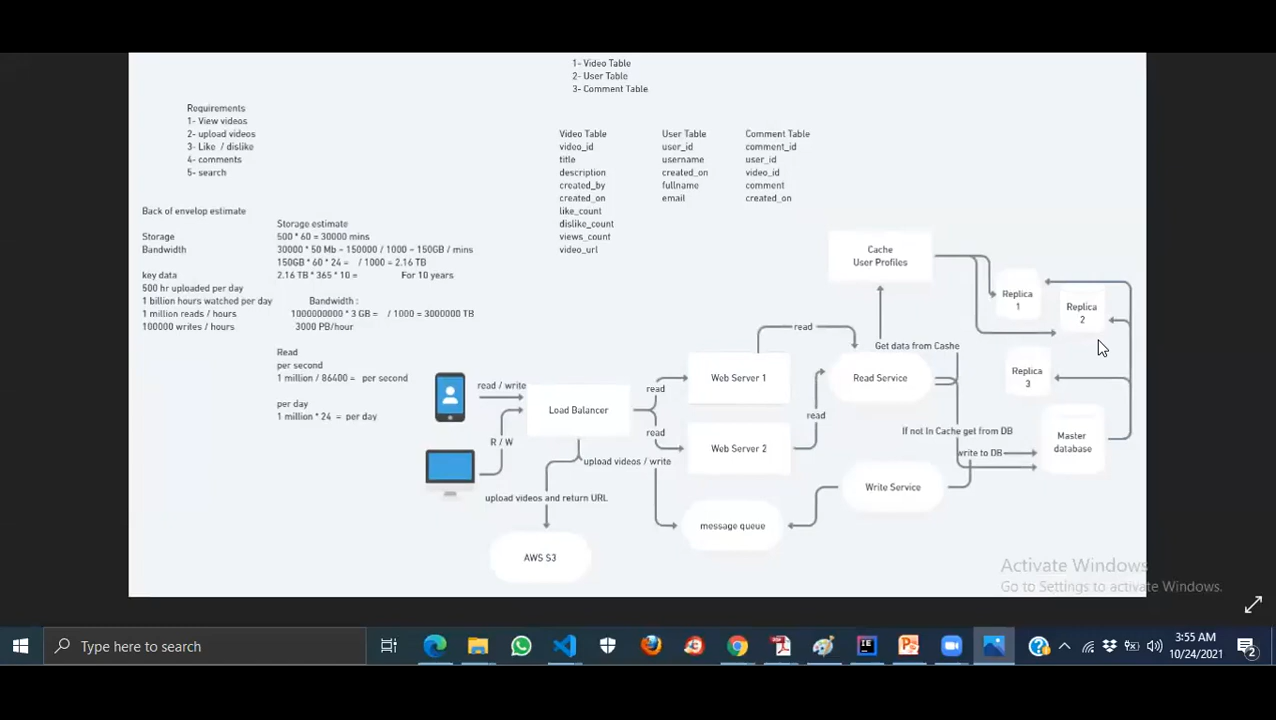 1- Video Table
2- User Table
3- Comment Table
Requirements
1- View videos
2- upload videos
3- Like / dislike
4- comments
5- search
Video Table
video_id
title
description
created_by
created_on
like_count
dislike_count
views_count
video_url
User Table
user_id
username
created_on
fullname
email
Comment Table
comment_id
user_id
video_id
comment
created_on
Back of envelop estimate
Storage
Bandwidth
key data
500 hr uploaded per day
1 billion hours watched per day
1 million reads / hours
100000 writes / hours
Storage estimate
500 * 60 = 30000 mins
30000 * 50 Mb = 150000 / 1000 = 150GB / mins
150GB * 60 * 24 = / 1000 = 2.16 TB
2.16 TB * 365 * 10 = For 10 years
Bandwidth :
1000000000 * 3 GB = / 1000 = 3000000 TB
3000 PB/hour
Read
per second
1 million / 86400 = per second
per day
1 million * 24 = per day
Cache
User Profiles
Replica
1
Replica
2
Replica
3
read
Get data from Cashe
read / write
Load Balancer
read
Web Server 1
Read Service
read
read
R / W
Web Server 2
If not In Cache get from DB
Master
database
write to DB
upload videos / write
upload videos and return URL
Write Service
message queue
AWS S3
Activate Windows
Go to Settings to activate Windows.
Type here to search
3:55 AM
10/24/2021
2